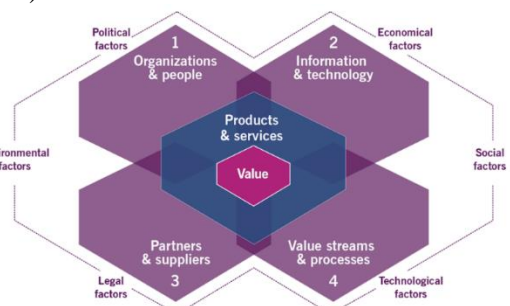 Political
factors
Economical
factors
1
Organizations
& people
2
Information
& technology
Products
& services
factors
Value
Social
factors
Partners
& suppliers
3
Value streams
& processes
4
Legal
factors
Technological
factors